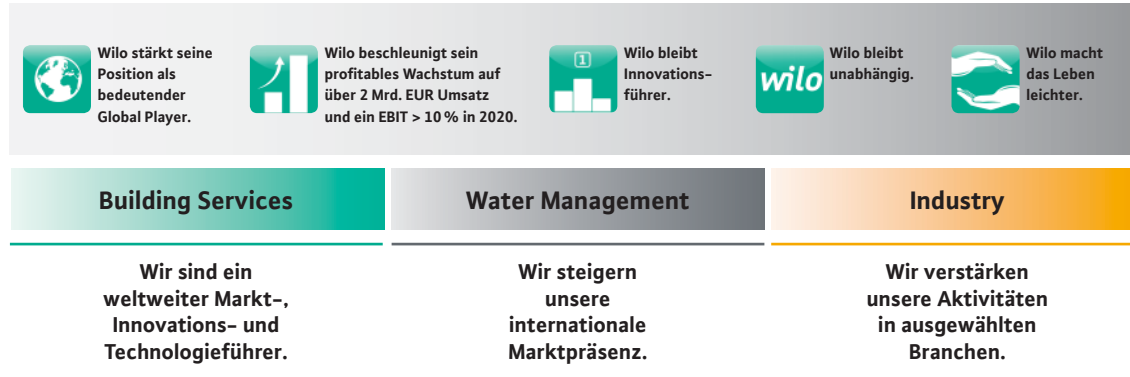 Wilo stärkt seine
Position als
bedeutender
Global Player.
Wilo beschleunigt sein
profitables Wachstum auf
über 2 Mrd. EUR Umsatz
und ein EBIT > 10 % in 2020.
1
Wilo bleibt
Innovations-
führer.
wilo
Wilo bleibt
unabhängig.
Wilo macht
das Leben
leichter.
Building Services
Water Management
Industry
Wir sind ein
weltweiter Markt-,
Innovations- und
Technologieführer.
Wir steigern
unsere
internationale
Marktpräsenz.
Wir verstärken
unsere Aktivitäten
in ausgewählten
Branchen.